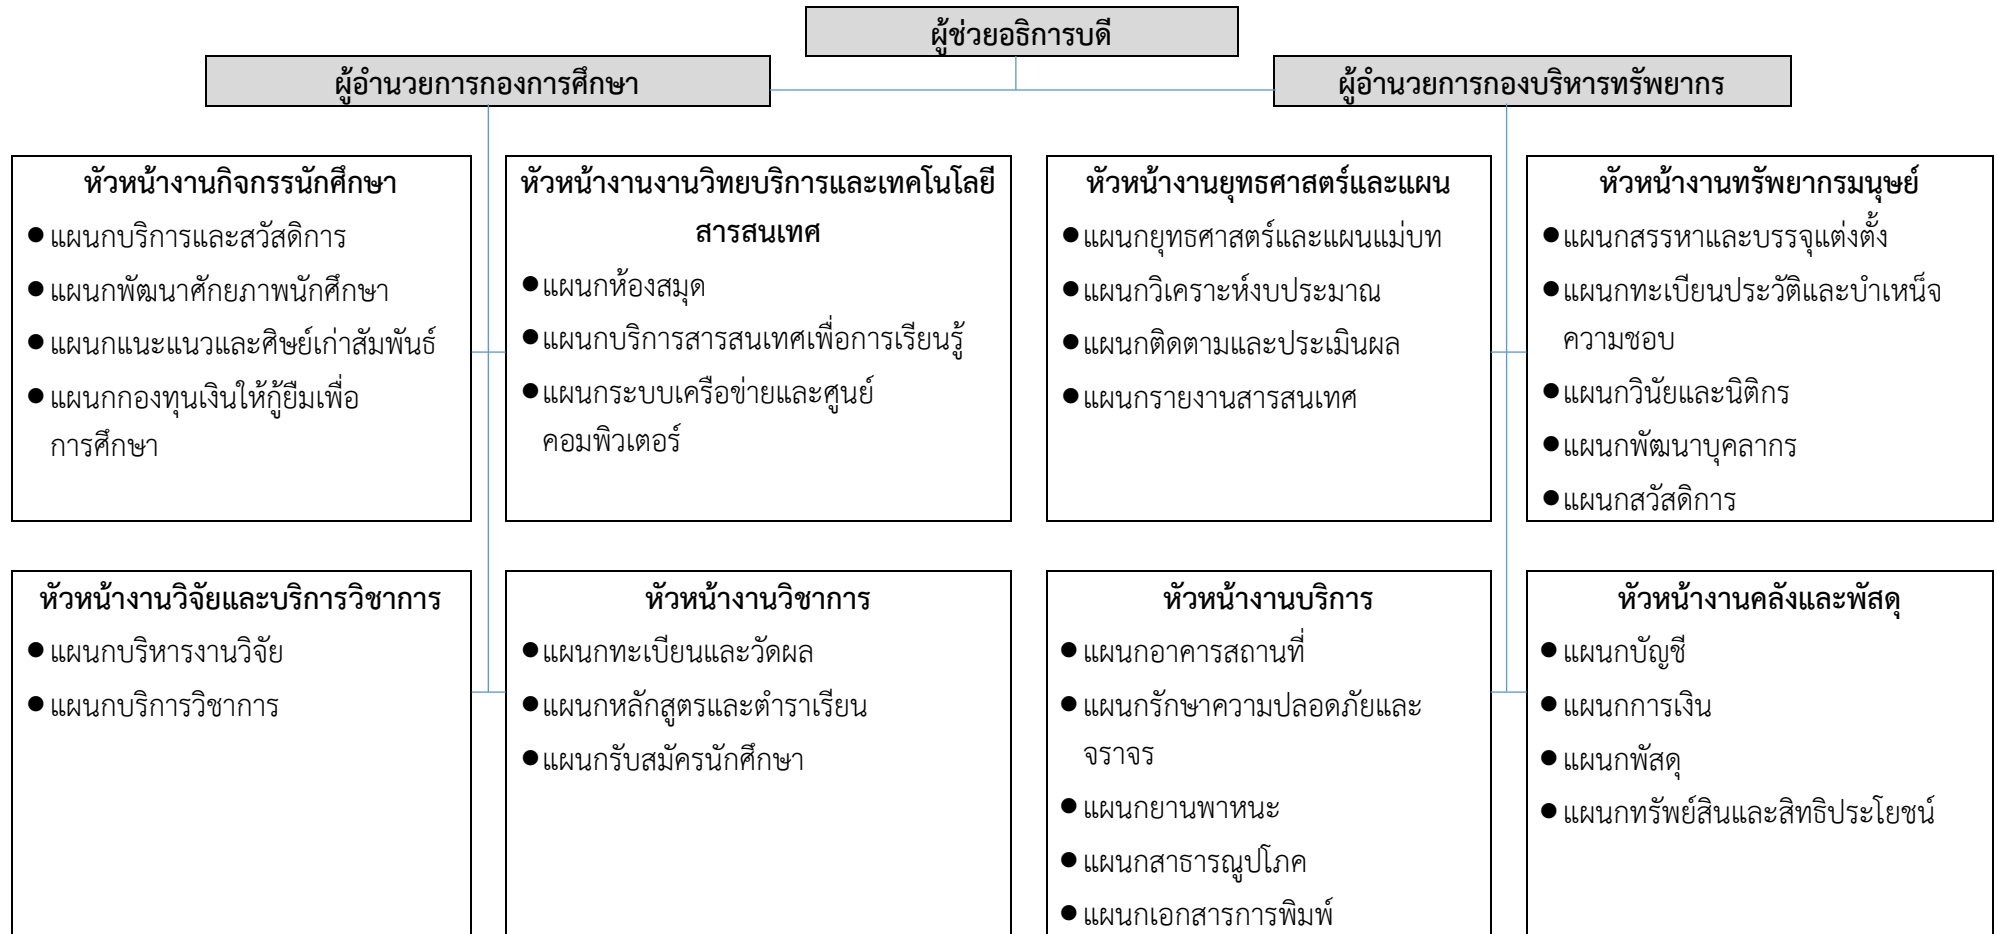 ผู้ช่วยอธิการบดี
ผู้อำนวยการกองการศึกษา
ผู้อำนวยการกองบริหารทรัพยากร
หัวหน้างานกิจกรรนักศึกษา
● แผนกบริการและสวัสดิการ
● แผนกพัฒนาศักยภาพนักศึกษา
● แผนกแนะแนวและศิษย์เก่าสัมพันธ์
● แผนกกองทุนเงินให้กู้ยืมเพื่อ
การศึกษา
หัวหน้างานงานวิทยบริการและเทคโนโลยี
สารสนเทศ
● แผนกห้องสมุด
● แผนกบริการสารสนเทศเพื่อการเรียนรู้
● แผนกระบบเครือข่ายและศูนย์
คอมพิวเตอร์
หัวหน้างานยุทธศาสตร์และแผน
● แผนกยุทธศาสตร์และแผนแม่บท
● แผนกวิเคราะห์งบประมาณ
● แผนกติดตามและประเมินผล
● แผนกรายงานสารสนเทศ
หัวหน้างานทรัพยากรมนุษย์
● แผนกสรรหาและบรรจุแต่งตั้ง
● แผนกทะเบียนประวัติและบำเหน็จ
ความชอบ
● แผนกวินัยและนิติกร
● แผนกพัฒนาบุคลากร
● แผนกสวัสดิการ
หัวหน้างานวิจัยและบริการวิชาการ
● แผนกบริหารงานวิจัย
● แผนกบริการวิชาการ
หัวหน้างานวิชาการ
● แผนกทะเบียนและวัดผล
● แผนกหลักสูตรและตำราเรียน
● แผนกรับสมัครนักศึกษา
หัวหน้างานบริการ
● แผนกอาคารสถานที่
● แผนกรักษาความปลอดภัยและ
จราจร
● แผนกยานพาหนะ
● แผนกสาธารณูปโภค
● แผนกเอกสารการพิมพ์
หัวหน้างานคลังและพัสดุ
● แผนกบัญชี
● แผนกการเงิน
● แผนกพัสดุ
● แผนกทรัพย์สินและสิทธิประโยชน์